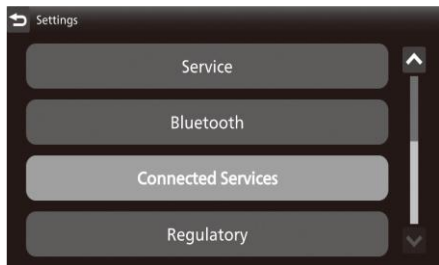 Settings
Service
Bluetooth
Connected Services
Regulatory